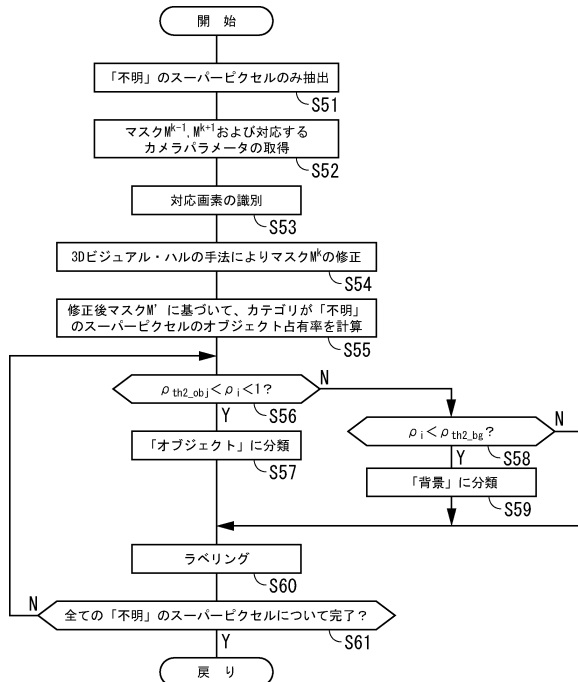 開 始
「不明」のスーパーピクセルのみ抽出
S51
マスクM^k-1, M^k+1および対応する
カメラパラメータの取得
S52
対応画素の識別
S53
3Dビジュアル・ハルの手法によりマスクM^kの修正
S54
修正後マスクM'に基づいて、カテゴリが「不明」
のスーパーピクセルのオブジェクト占有率を計算
S55
ρth2_obj<ρi<1?
N
S56
Y
「オブジェクト」に分類
S57
ρi<ρth2_bg?
N
S58
Y
「背景」に分類
S59
ラベリング
S60
N
全ての「不明」のスーパーピクセルについて完了?
S61
Y
戻 り